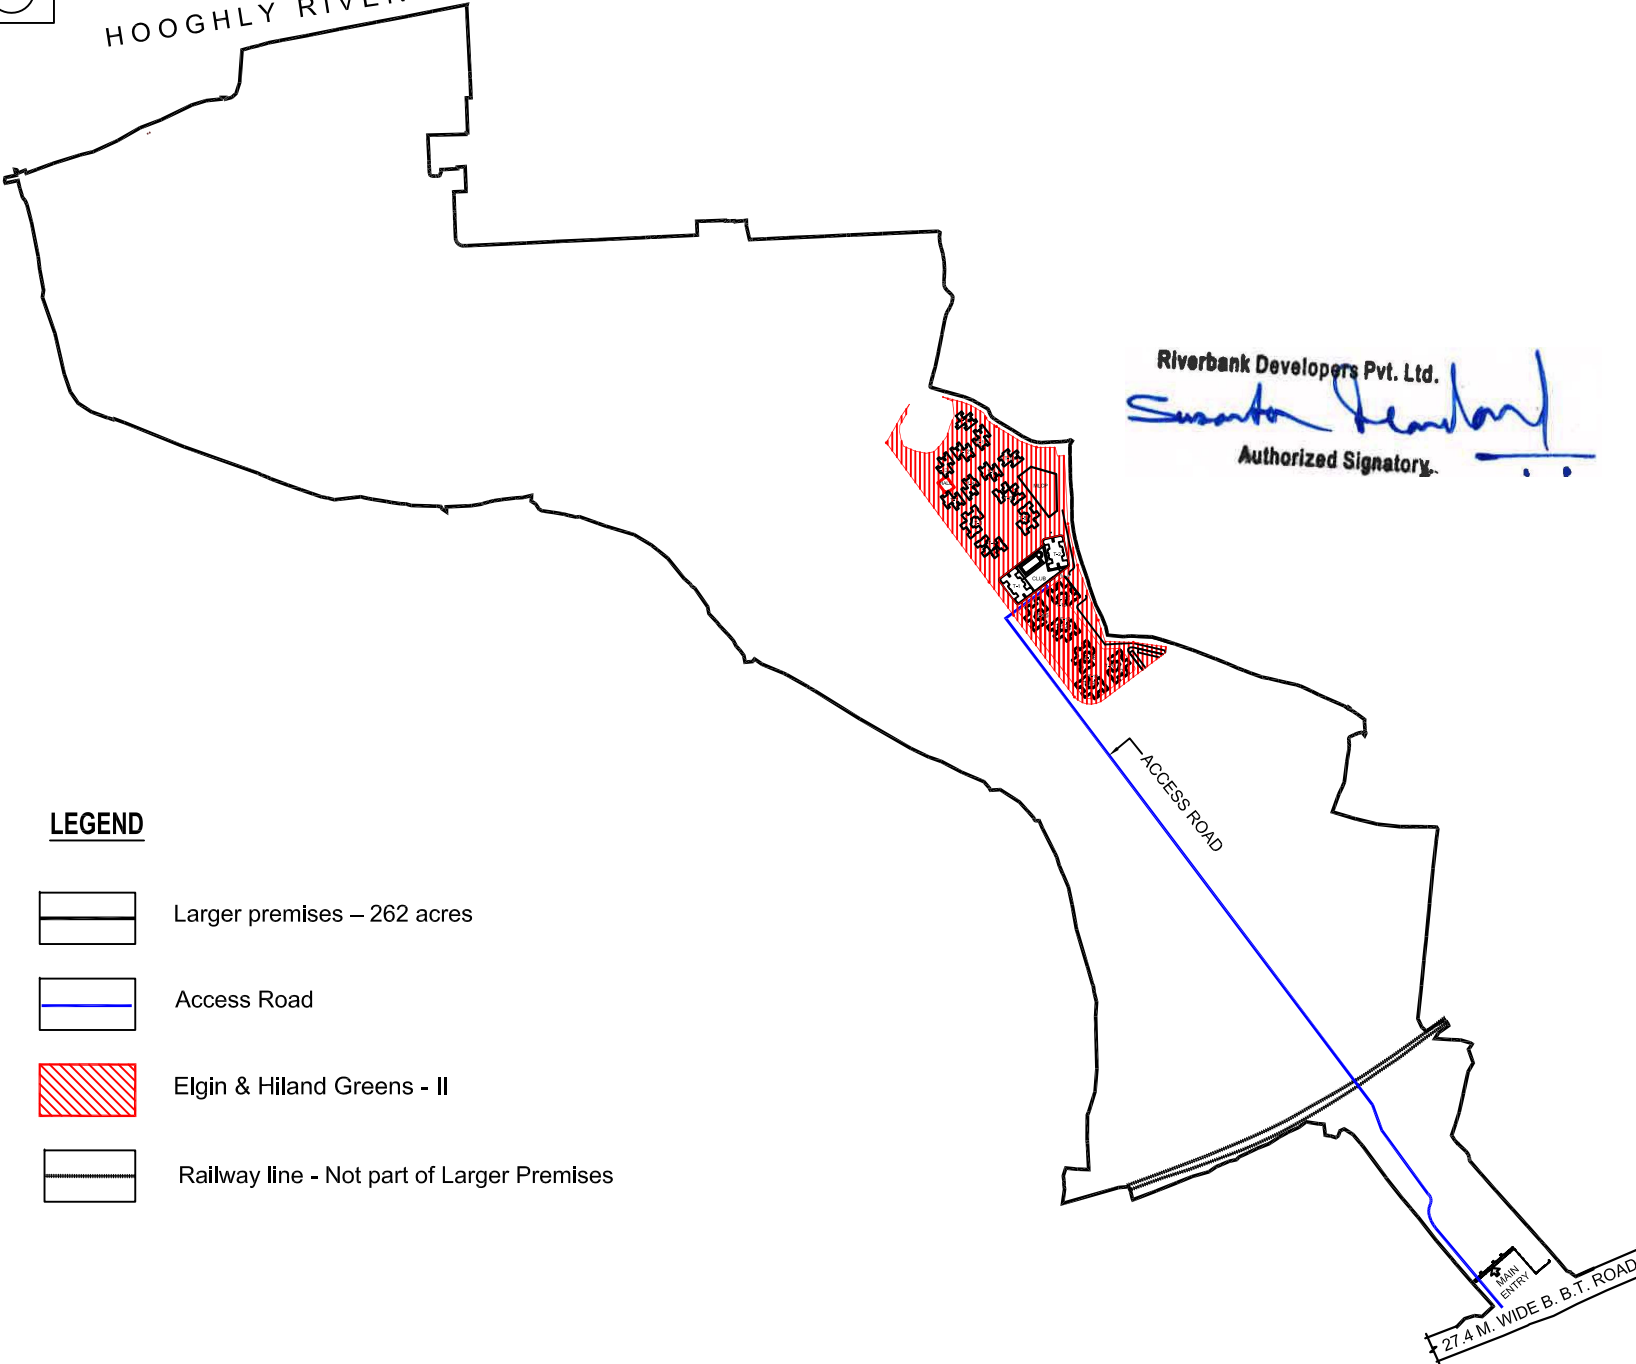 HOOGHLY RIVER
Riverbank Developers Pvt. Ltd.
Authorized Signatory.
CLUB
ACCESS ROAD
LEGEND
Larger premises – 262 acres
Access Road
Elgin & Hiland Greens - II
Railway line - Not part of Larger Premises
MAIN
ENTRY
27.4 M. WIDE B. B.T. ROAD